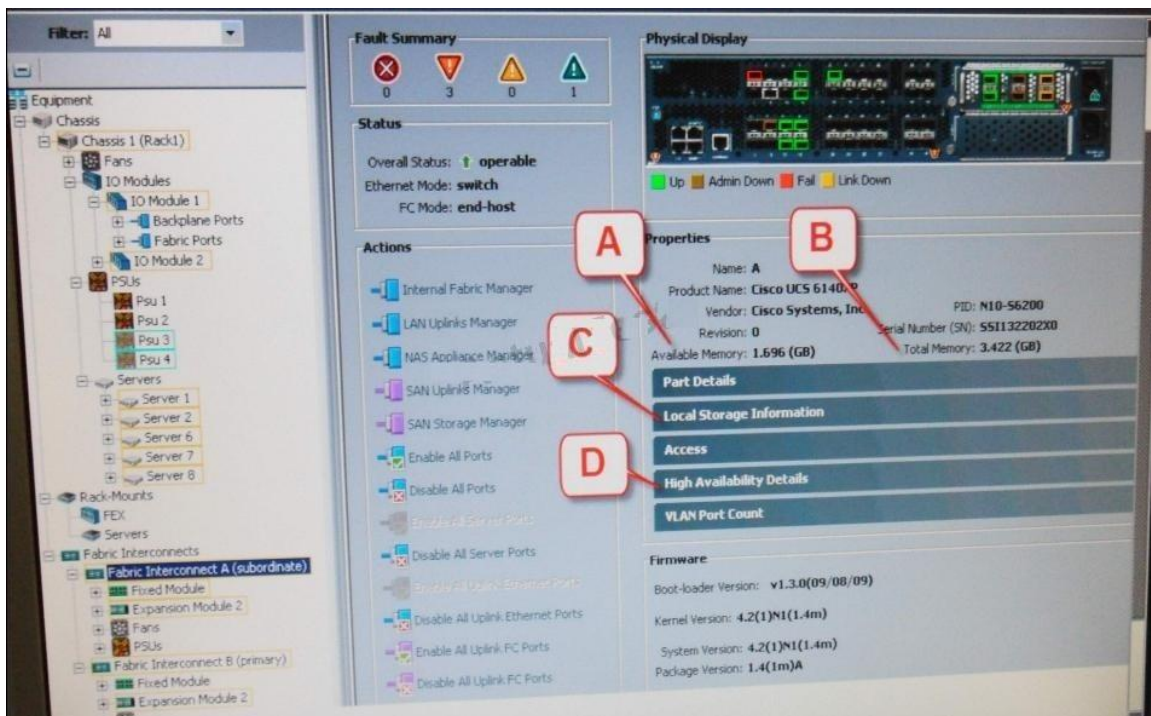 Filter: All
Equipment
Chassis
Chassis 1 (Rack1)
Fans
IO Modules
IO Module 1
Backplane Ports
Fabric Ports
IO Module 2
PSUs
Psu 1
Psu 2
Psu 3
Psu 4
Servers
Server 1
Server 2
Server 6
Server 7
Server 8
Rack-Mounts
FEX
Servers
Fabric Interconnects
Fabric Interconnect A (subordinate)
Fixed Module
Expansion Module 2
Fans
PSUs
Fabric Interconnect B (primary)
Fixed Module
Expansion Module 2
Fault Summary
0 3 0 1
Status
Overall Status: operable
Ethernet Mode: switch
FC Mode: end-host
Actions
Internal Fabric Manager
LAN Uplinks Manager
NAS Appliance Manager
SAN Uplinks Manager
SAN Storage Manager
Enable All Ports
Disable All Ports
Enable All Server Ports
Disable All Server Ports
Enable All Uplink Ethernet Ports
Disable All Uplink Ethernet Ports
Enable All Uplink FC Ports
Disable All Uplink FC Ports
Physical Display
Up Admin Down Fail Link Down
A
B
C
D
Properties
Name: A
Product Name: Cisco UCS
Vendor: Cisco Systems, Inc
PID: N10-S6200
Revision: 0
Serial Number (SN): SSI132202X0
Available Memory: 1.696 (GB)
Total Memory: 3.422 (GB)
Part Details
Local Storage Information
Access
High Availability Details
VLAN Port Count
Firmware
Boot-loader Version: v1.3.0(09/08/09)
Kernel Version: 4.2(1)N1(1.4m)
System Version: 4.2(1)N1(1.4m)
Package Version: 1.4(1m)A